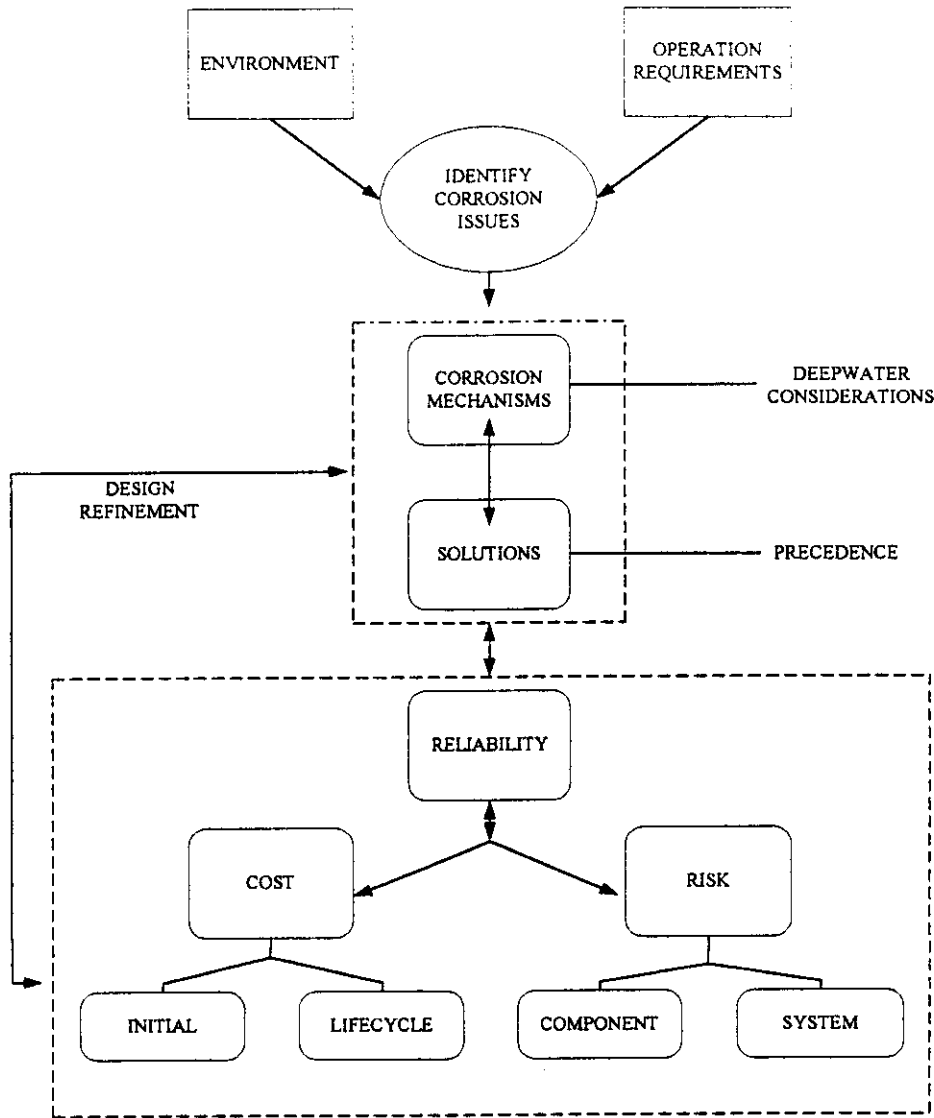 ENVIRONMENT
OPERATION
REQUIREMENTS
IDENTIFY
CORROSION
ISSUES
CORROSION
MECHANISMS
DEEPWATER
CONSIDERATIONS
DESIGN
REFINEMENT
SOLUTIONS
PRECEDENCE
RELIABILITY
COST
RISK
INITIAL
LIFECYCLE
COMPONENT
SYSTEM